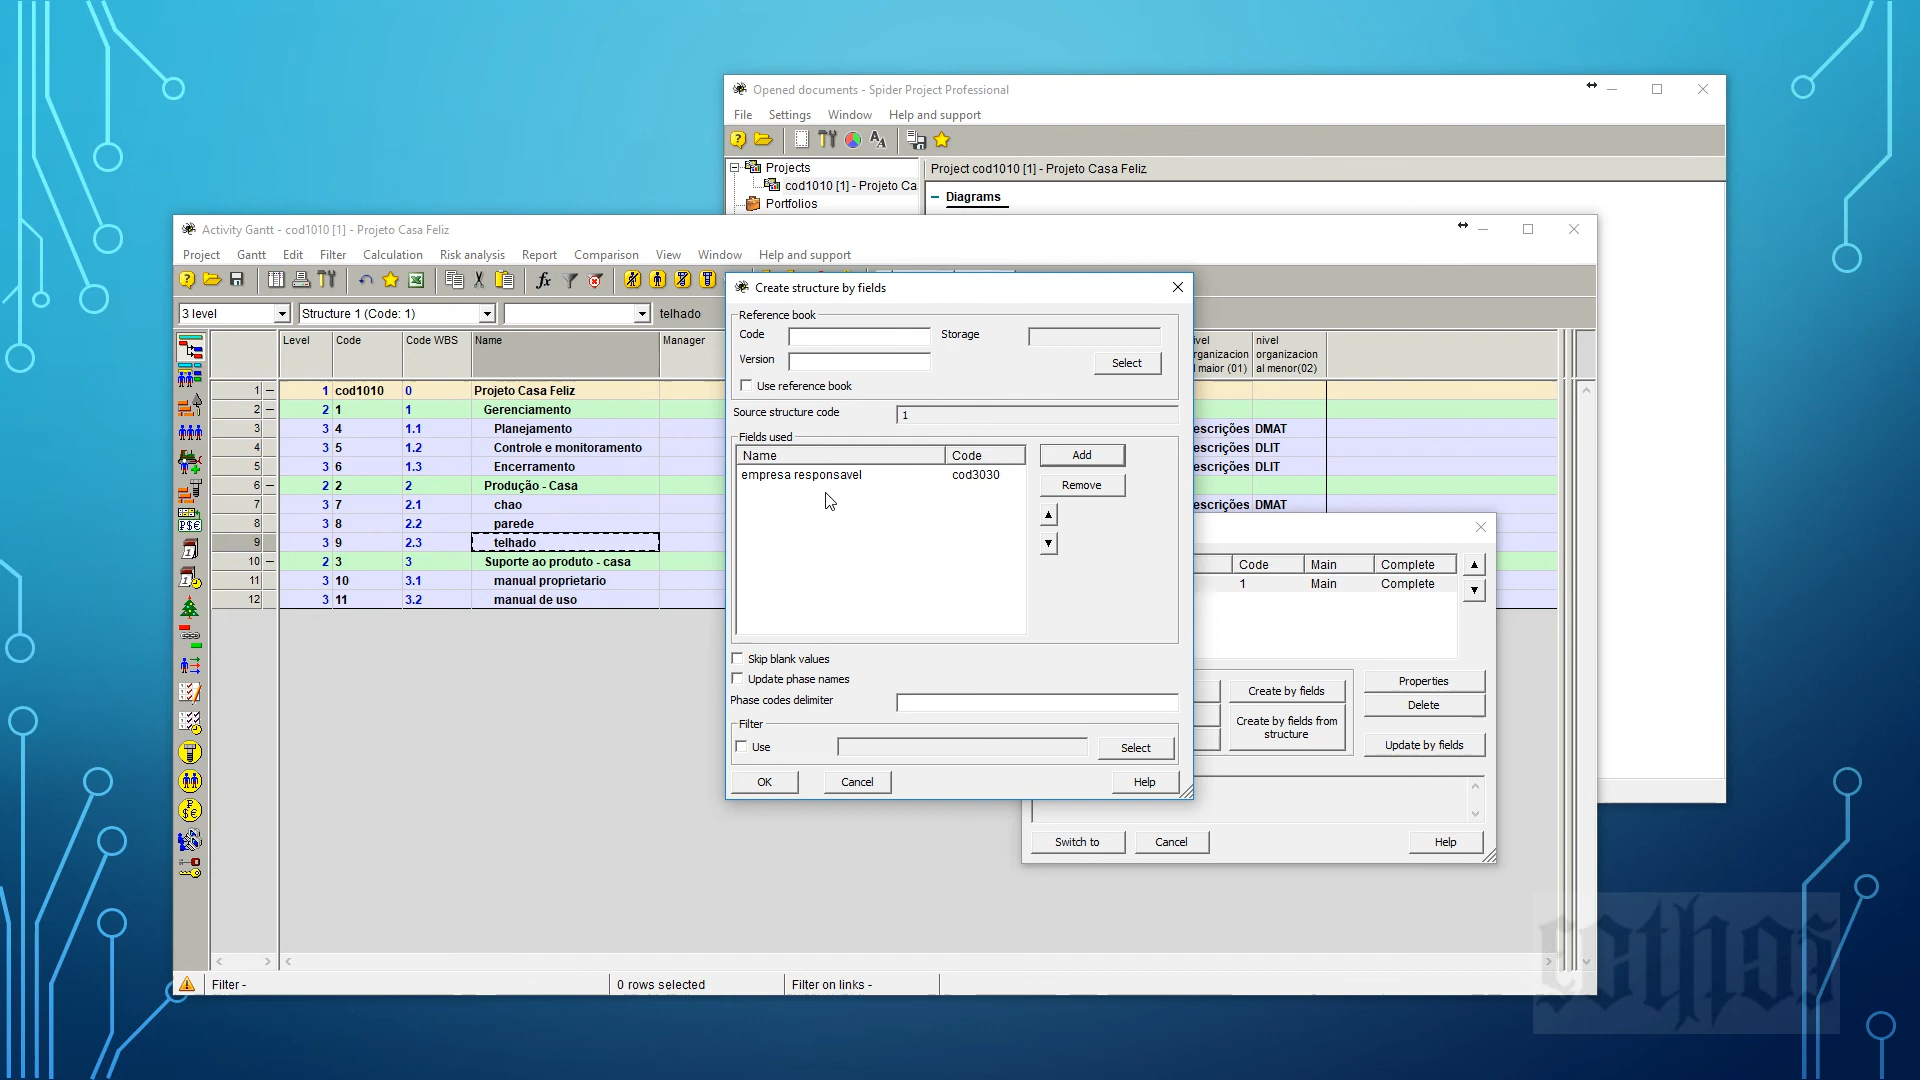 Opened documents - Spider Project Professional
File Settings Window Help and support
Projects
cod1010 [1] - Projeto Ca
Portfolios
Project cod1010 [1] - Projeto Casa Feliz
Diagrams
Activity Gantt - cod1010 [1] - Projeto Casa Feliz
Project Gantt Edit Filter Calculation Risk analysis Report Comparison View Window Help and support
3 level
Structure 1 (Code: 1)
telhado
Level Code Code WBS Name Manager
ivel
rganizacion
l maior (01)
nivel
organizacion
al menor(02)
1 1 cod1010 0 Projeto Casa Feliz
2 2 1 1 Gerenciamento
3 3 4 1.1 Planejamento escrições DMAT
4 3 5 1.2 Controle e monitoramento escrições DLIT
5 3 6 1.3 Encerramento escrições DLIT
6 2 2 2 Produção - Casa
7 3 7 2.1 chao escrições DMAT
8 3 8 2.2 parede
9 3 9 2.3 telhado
10 2 3 3 Suporte ao produto - casa
11 3 10 3.1 manual proprietario
12 3 11 3.2 manual de uso
Filter -
0 rows selected
Filter on links -
Create structure by fields
Reference book
Code
Storage
Version
Select
Use reference book
Source structure code
1
Fields used
Name Code
empresa responsavel cod3030
Add
Remove
Skip blank values
Update phase names
Phase codes delimiter
Filter
Use
Select
OK
Cancel
Help
Code Main Complete
1 Main Complete
Create by fields
Create by fields from
structure
Properties
Delete
Update by fields
Switch to
Cancel
Help